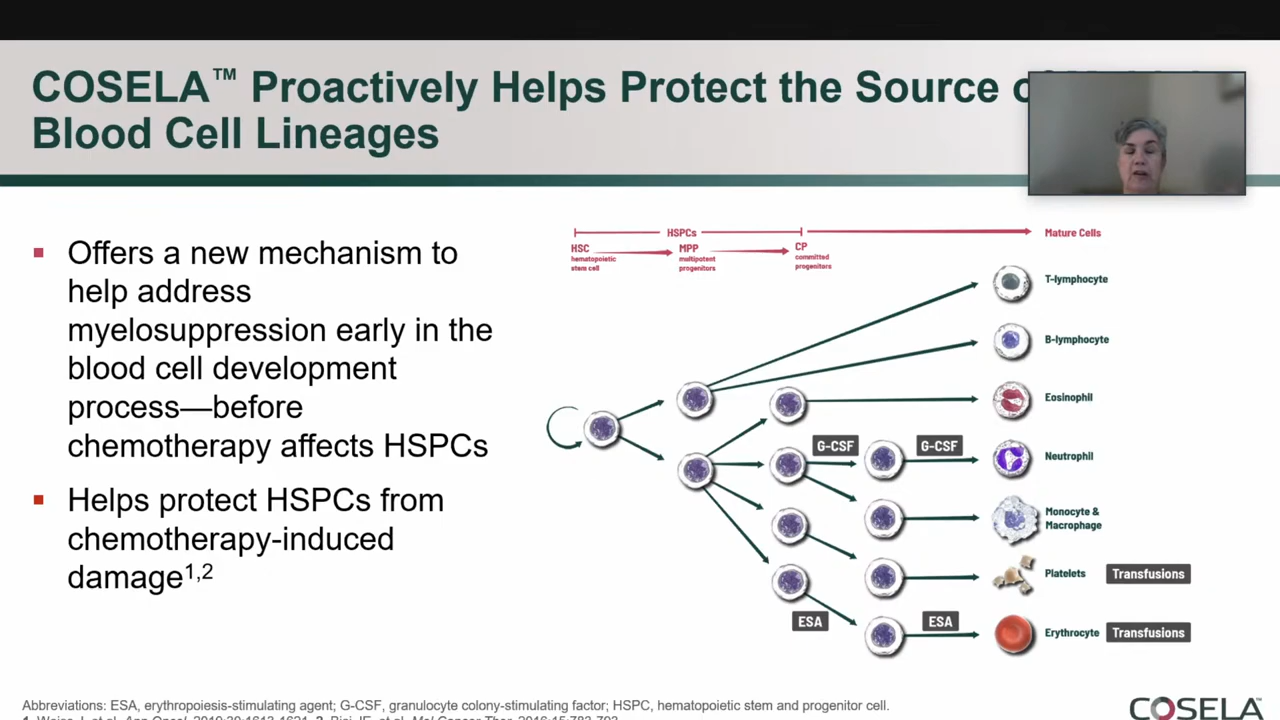 COSELA™ Proactively Helps Protect the Source
Blood Cell Lineages
▪ Offers a new mechanism to
help address
myelosuppression early in the
blood cell development
process—before
chemotherapy affects HSPCs
▪ Helps protect HSPCs from
chemotherapy-induced
damage1,2
HSPCs
Mature Cells
HSC
hematopoietic
stem cell
MPP
multipotent
progenitors
CP
committed
progenitors
T-lymphocyte
B-lymphocyte
Eosinophil
G-CSF
G-CSF
Neutrophil
Monocyte &
Macrophage
Platelets
Transfusions
ESA
ESA
Erythrocyte
Transfusions
Abbreviations: ESA, erythropoiesis-stimulating agent; G-CSF, granulocyte colony-stimulating factor; HSPC, hematopoietic stem and progenitor cell.
COSELA™